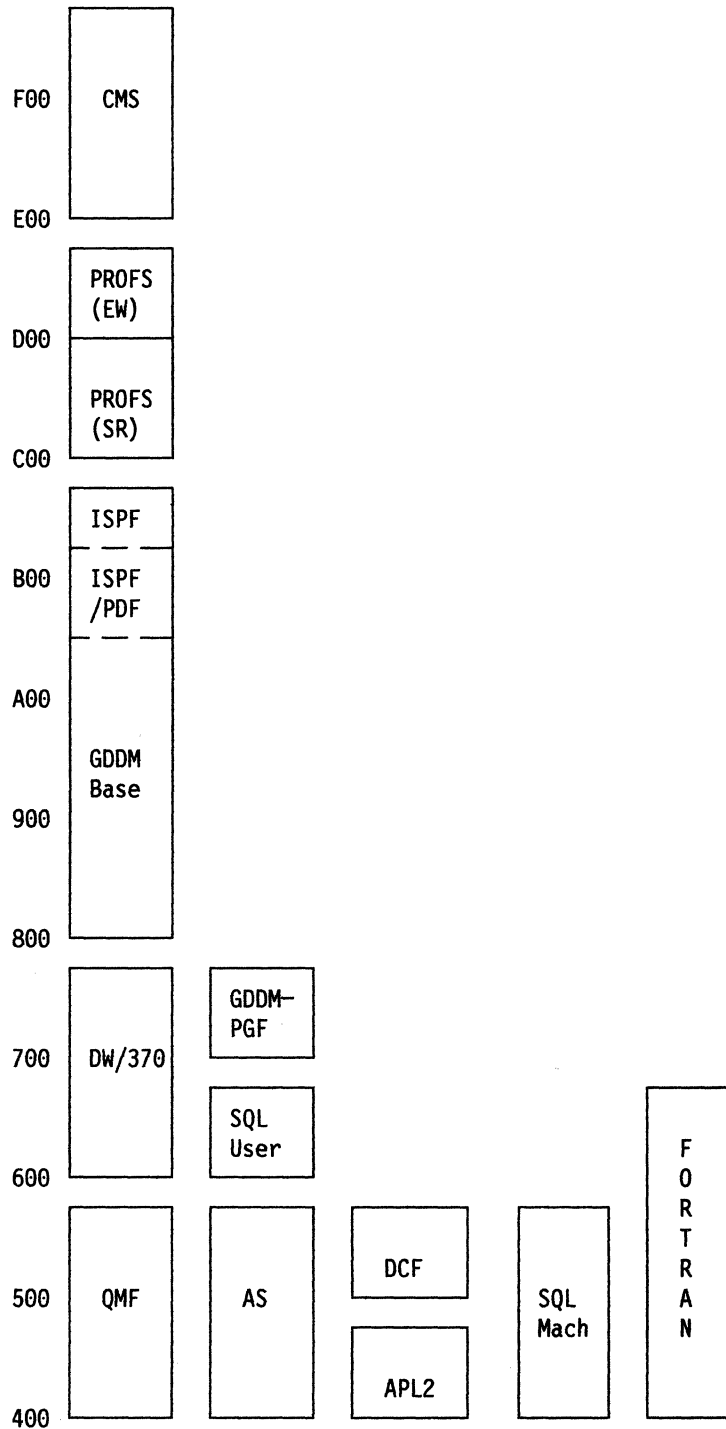 F00 CMS
E00
PROFS
(EW)
D00
PROFS
(SR)
C00
ISPF
B00 ISPF
/PDF
A00
GDDM
Base
900
800
GDDM—
PGF
700 DW/370
SQL
User
600
F
O
R
T
R
A
N
DCF
500 QMF AS SQL
Mach
APL2
400